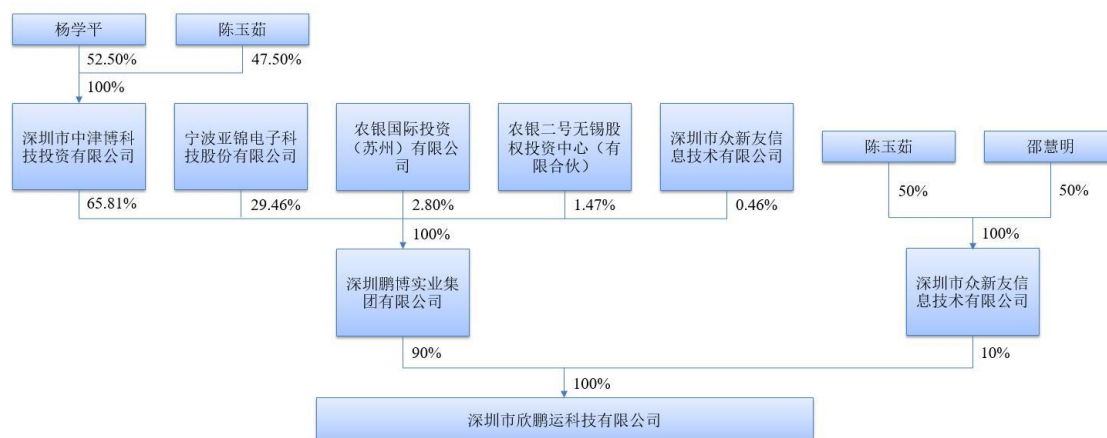 杨学平
陈玉茹
52.50%
47.50%
100%
深圳市中津博科
技投资有限公司
宁波亚锦电子科
技股份有限公司
农银国际投资
（苏州）有限公
司
农银二号无锡股
权投资中心（有
限合伙）
深圳市众新友信
息技术有限公司
陈玉茹
邵慧明
65.81%
29.46%
2.80%
1.47%
0.46%
50%
50%
100%
100%
深圳鹏博实业集
团有限公司
深圳市众新友信
息技术有限公司
90%
10%
100%
深圳市欣鹏运科技有限公司